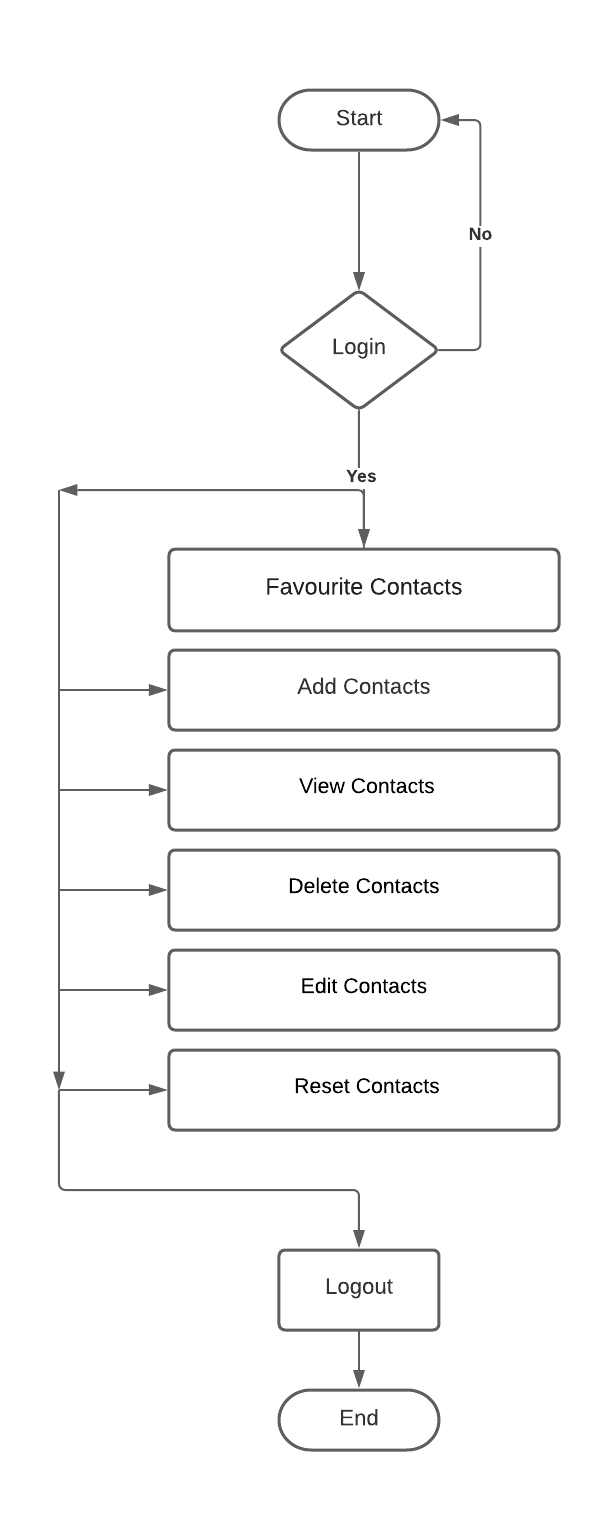 Start
No
Login
Yes
Favourite Contacts
Add Contacts
View Contacts
Delete Contacts
Edit Contacts
Reset Contacts
Logout
End